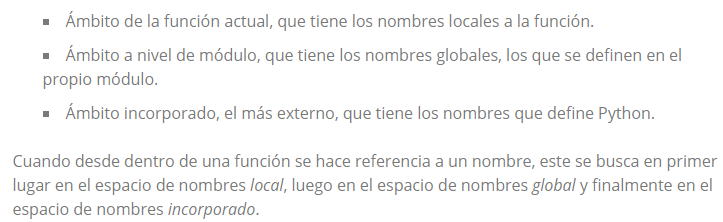 Ámbito de la función actual, que tiene los nombres locales a la función.
Ámbito a nivel de módulo, que tiene los nombres globales, los que se definen en el
propio módulo.
Ámbito incorporado, el más externo, que tiene los nombres que define Python.
Cuando desde dentro de una función se hace referencia a un nombre, este se busca en primer
lugar en el espacio de nombres local, luego en el espacio de nombres global y finalmente en el
espacio de nombres incorporado.